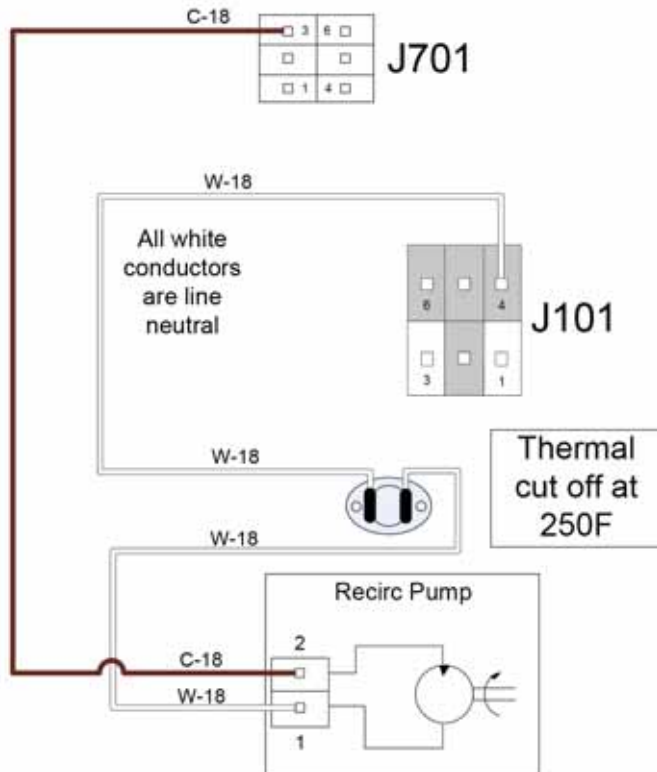 C-18
3 6
J701
1 4
W-18
All white
conductors
are line
neutral
6 4
J101
3 1
W-18
Thermal
cut off at
250F
W-18
Recirc Pump
2
C-18
W-18
1